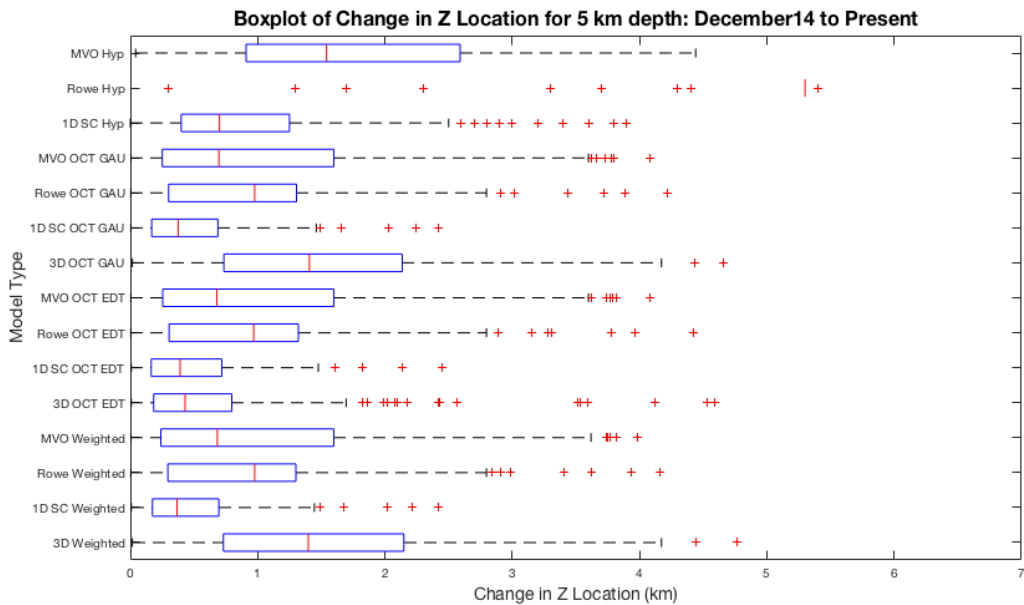 Boxplot of Change in Z Location for 5 km depth: December14 to Present
Model Type
MVO Hyp
Rowe Hyp
1D SC Hyp
MVO OCT GAU
Rowe OCT GAU
1D SC OCT GAU
3D OCT GAU
MVO OCT EDT
Rowe OCT EDT
1D SC OCT EDT
3D OCT EDT
MVO Weighted
Rowe Weighted
1D SC Weighted
3D Weighted
0 1 2 3 4 5 6 7
Change in Z Location (km)